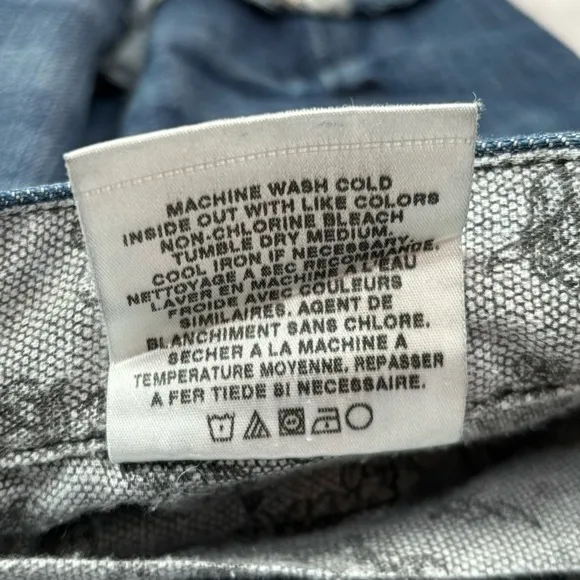 MACHINE WASH COLD
INSIDE OUT WITH LIKE COLORS
NON-CHLORINE BLEACH
TUMBLE DRY MEDIUM.
COOL IRON IF NECESSARY.
NETTOYAGE A SEC
LAVER EN MACHINE A L'EAU
FROIDE AVEC COULEURS
SIMILAIRES. AGENT DE
BLANCHIMENT SANS CHLORE.
SECHER A LA MACHINE A
TEMPERATURE MOYENNE. REPASSER
A FER TIEDE SI NECESSAIRE.